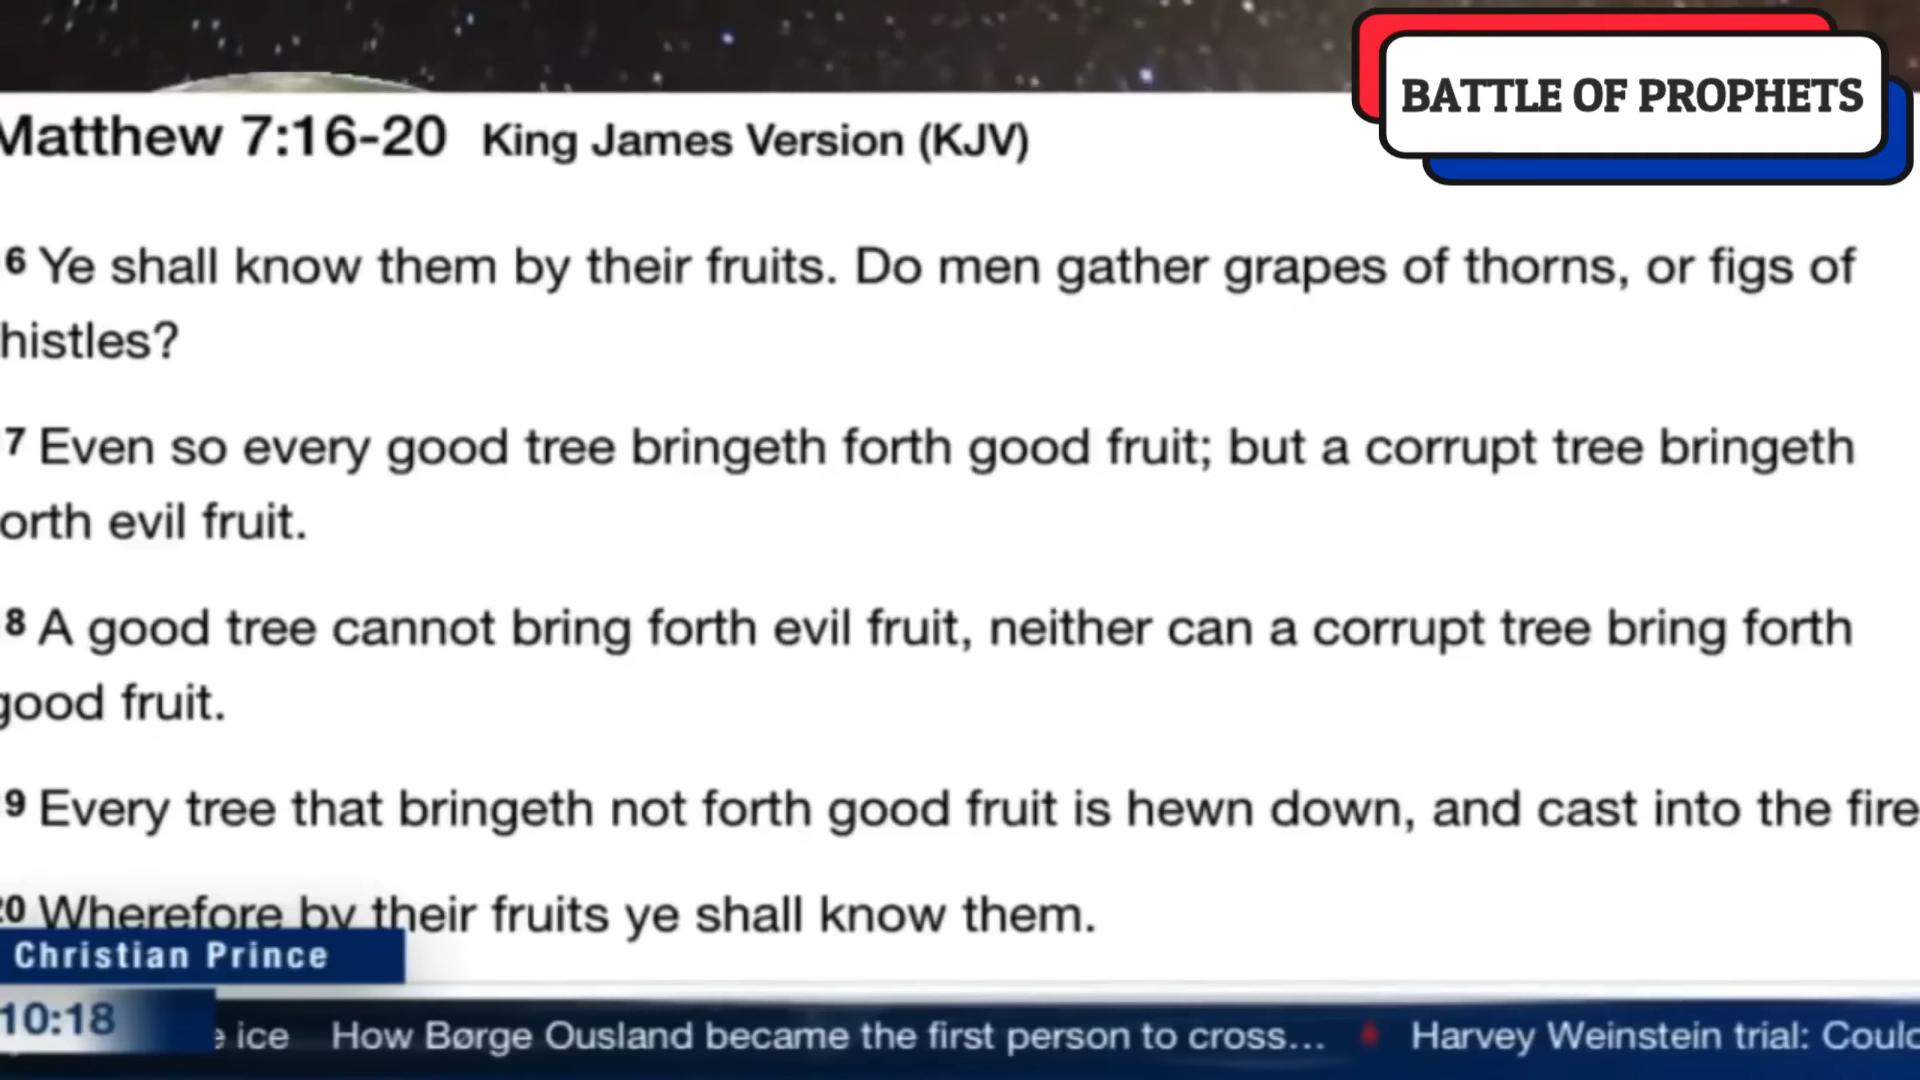 BATTLE OF PROPHETS
Matthew 7:16-20 King James Version (KJV)
6 Ye shall know them by their fruits. Do men gather grapes of thorns, or figs of
histles?
7 Even so every good tree bringeth forth good fruit; but a corrupt tree bringeth
orth evil fruit.
8 A good tree cannot bring forth evil fruit, neither can a corrupt tree bring forth
good fruit.
9 Every tree that bringeth not forth good fruit is hewn down, and cast into the fire
20 Wherefore by their fruits ye shall know them.
Christian Prince
10:18
e ice How Børge Ousland became the first person to cross... Harvey Weinstein trial: Could